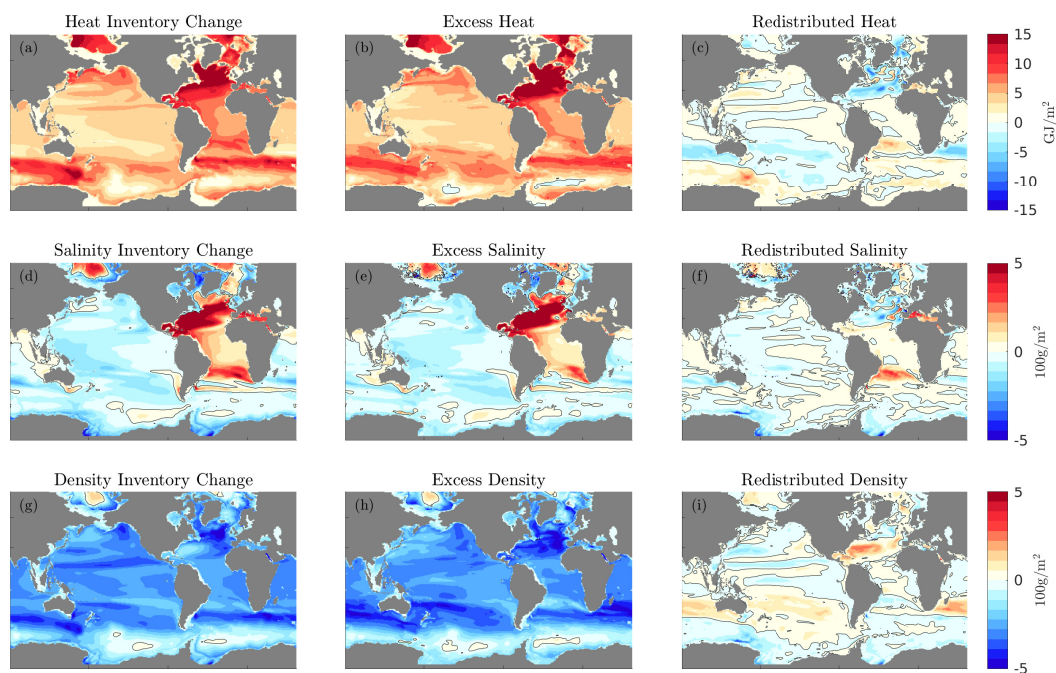 Heat Inventory Change Excess Heat Redistributed Heat
(a) (b) (c)
15
10
5
0
-5
-10
-15
GJ/m²
Salinity Inventory Change Excess Salinity Redistributed Salinity
(d) (e) (f)
5
0
-5
100g/m²
Density Inventory Change Excess Density Redistributed Density
(g) (h) (i)
5
0
-5
100g/m²